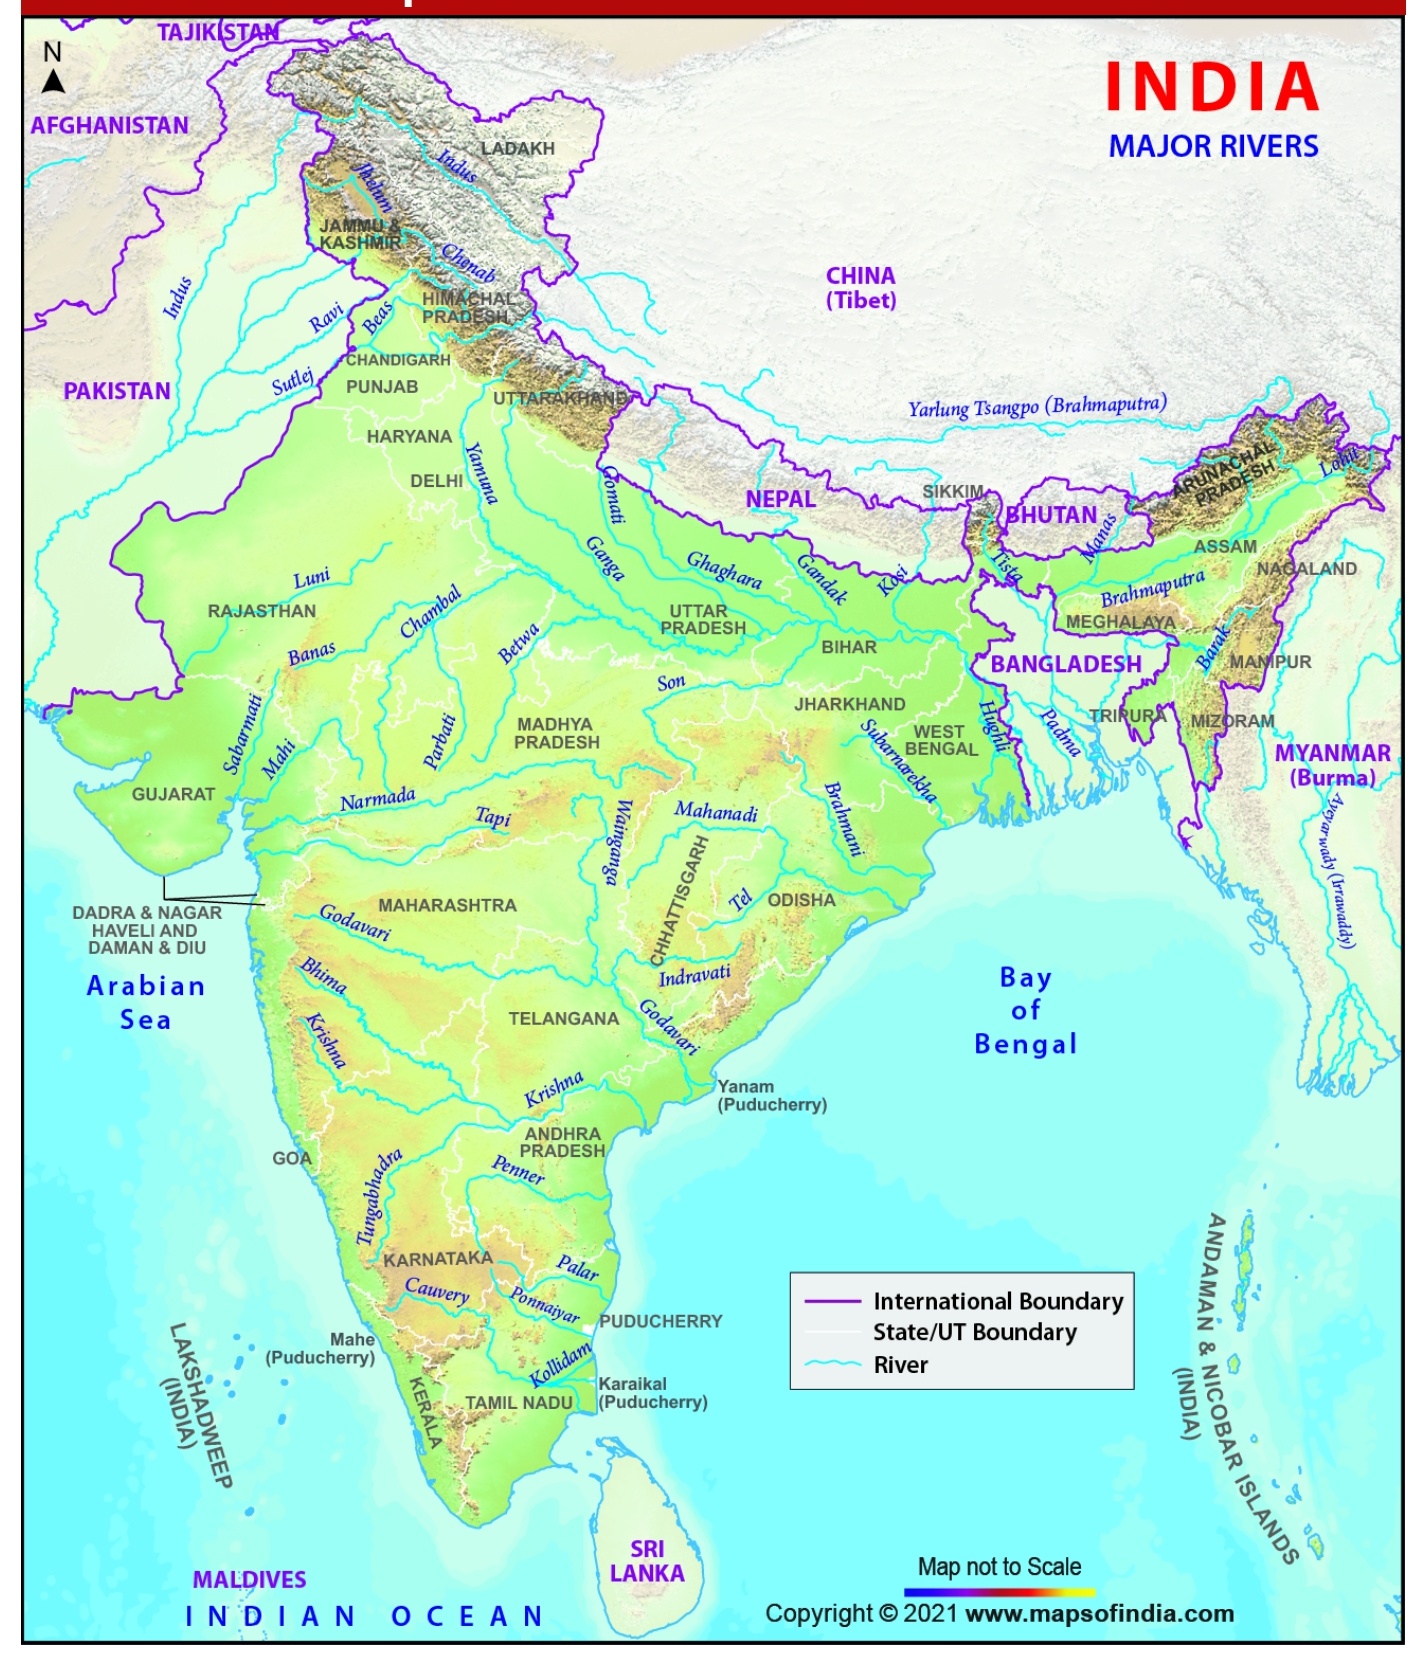 INDIA
MAJOR RIVERS
N
TAJIKISTAN
AFGHANISTAN
LADAKH
Indus
Jhelum
JAMMU &
KASHMIR
Chenab
CHINA
(Tibet)
Indus
HIMACHAL
PRADESH
Ravi
Beas
CHANDIGARH
Sutlej
PUNJAB
PAKISTAN
UTTARAKHAND
Yarlung Tsangpo (Brahmaputra)
HARYANA
DELHI
Yamuna
Gomati
NEPAL
SIKKIM
BHUTAN
ARUNACHAL
PRADESH
Lohit
Manas
ASSAM
NAGALAND
Tista
Ganga
Ghaghara
Gandak
Kosi
Luni
RAJASTHAN
Chambal
Brahmaputra
MEGHALAYA
UTTAR
PRADESH
Betwa
Banas
BIHAR
Barak
BANGLADESH
MANIPUR
Son
JHARKHAND
Sabarmati
Mahi
Parbati
MADHYA
PRADESH
WEST
BENGAL
Subarnarekha
Hughli
Padma
TRIPURA
MIZORAM
MYANMAR
(Burma)
GUJARAT
Narmada
Tapi
Wainganga
Mahanadi
Brahmani
Ayeyarwady (Irrawaddy)
CHHATTISGARH
Tel
ODISHA
MAHARASHTRA
DADRA & NAGAR
HAVELI AND
DAMAN & DIU
Godavari
Bhima
Indravati
Arabian
Sea
Bay
of
Bengal
Krishna
TELANGANA
Godavari
Krishna
Yanam
(Puducherry)
ANDHRA
PRADESH
GOA
Tungabhadra
Penner
KARNATAKA
Palar
Cauvery
Ponnaiyar
PUDUCHERRY
Mahe
(Puducherry)
Kollidam
Karaikal
(Puducherry)
KERALA
TAMIL NADU
LAKSHADWEEP
(INDIA)
ANDAMAN & NICOBAR ISLANDS
(INDIA)
International Boundary
State/UT Boundary
River
SRI
LANKA
MALDIVES
INDIAN OCEAN
Map not to Scale
Copyright © 2021 www.mapsofindia.com